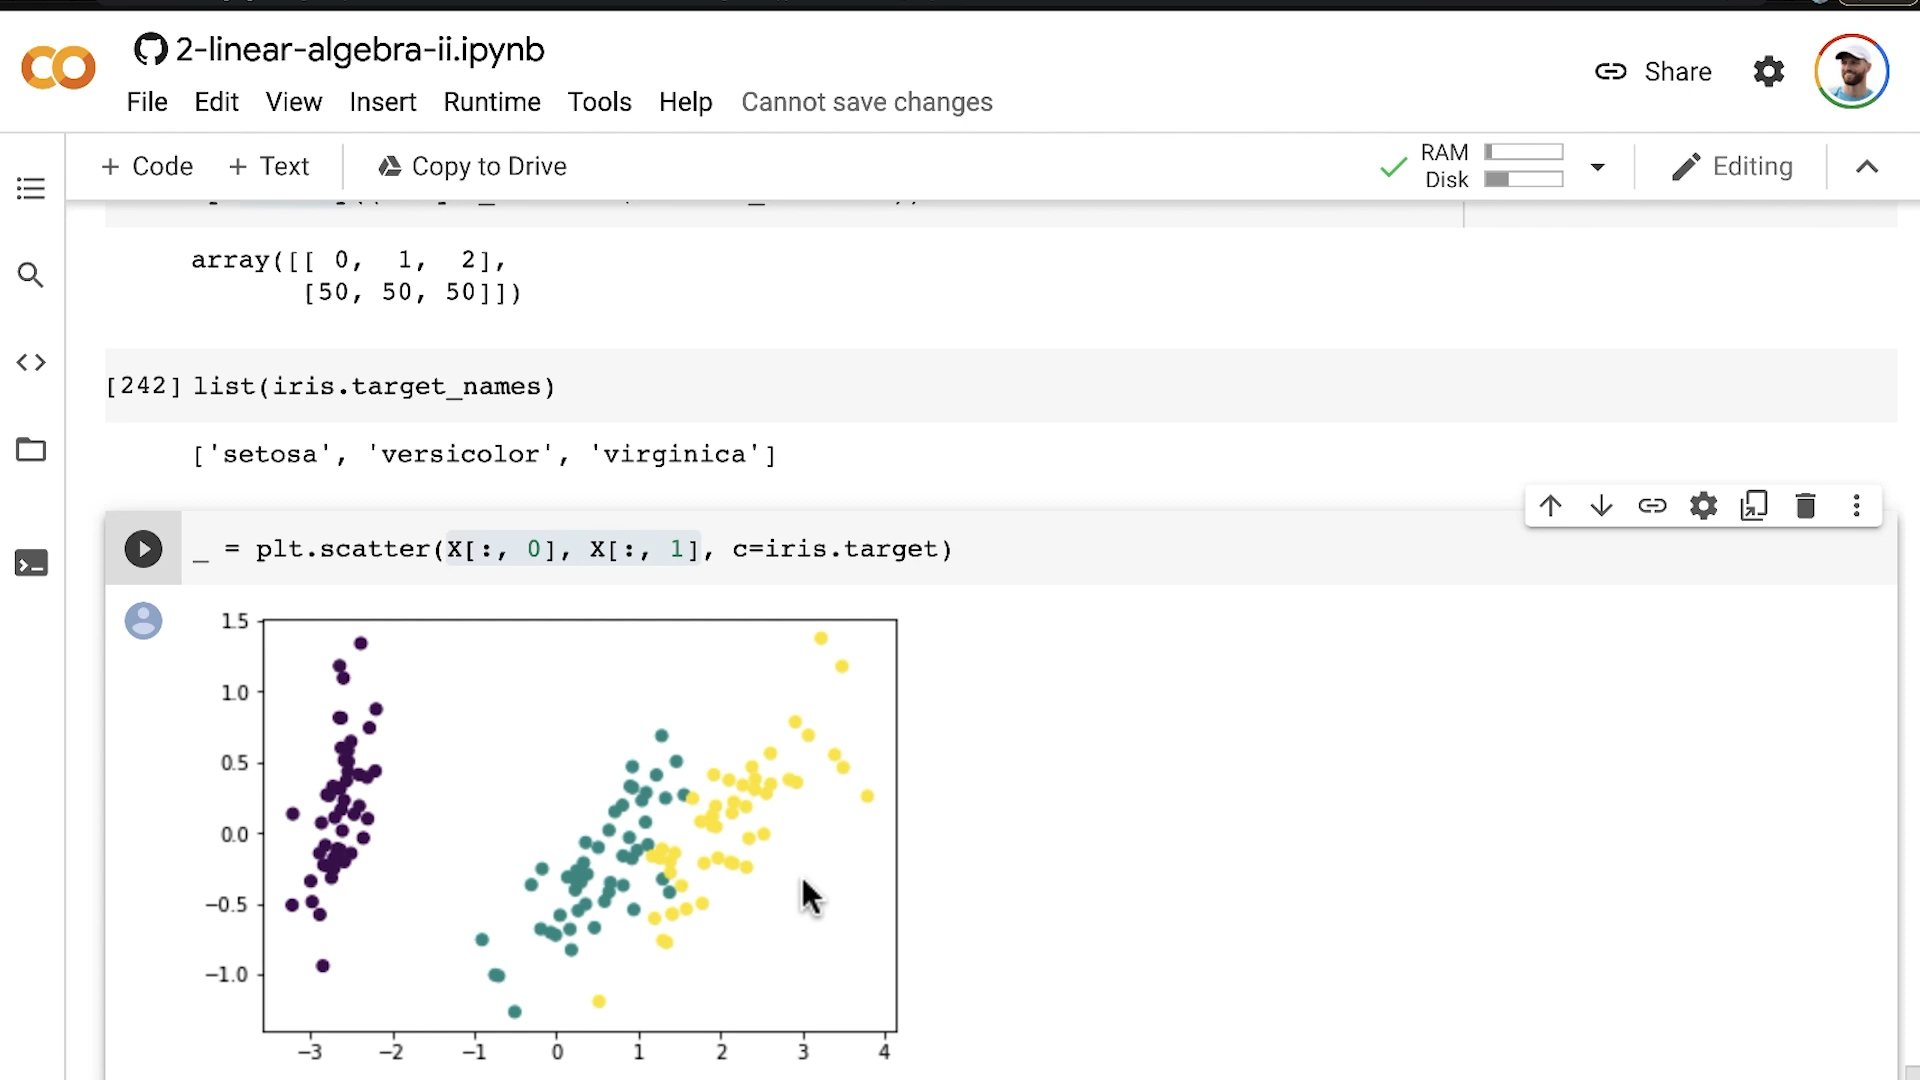 2-linear-algebra-ii.ipynb
File Edit View Insert Runtime Tools Help Cannot save changes
Share
+ Code + Text Copy to Drive
RAM
Disk
Editing
array([[ 0, 1, 2],
[50, 50, 50]])
[242] list(iris.target_names)
['setosa', 'versicolor', 'virginica']
_ = plt.scatter(X[:, 0], X[:, 1], c=iris.target)
1.5
1.0
0.5
0.0
−0.5
−1.0
−3 −2 −1 0 1 2 3 4